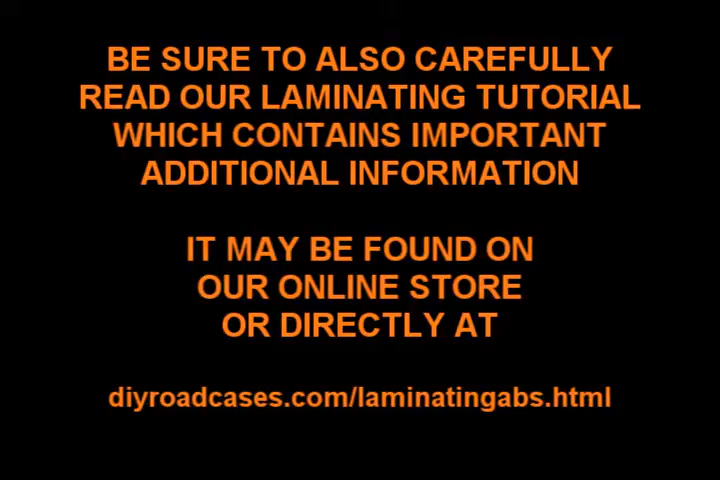 BE SURE TO ALSO CAREFULLY
READ OUR LAMINATING TUTORIAL
WHICH CONTAINS IMPORTANT
ADDITIONAL INFORMATION
IT MAY BE FOUND ON
OUR ONLINE STORE
OR DIRECTLY AT
diyroadcases.com/laminatingabs.html